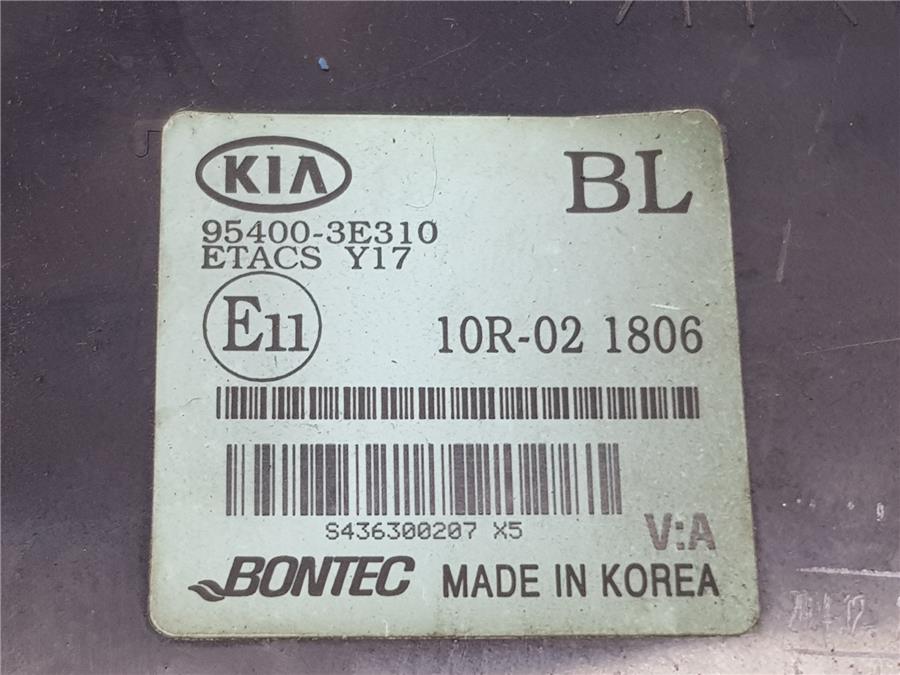 KIA
BL
95400-3E310
ETACS Y17
E11
10R-02 1806
S436300207 X5
V:A
BONTEC MADE IN KOREA